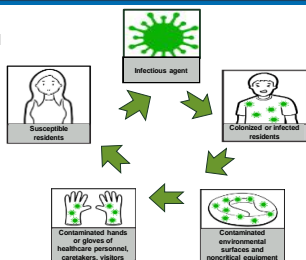 Infectious agent
Colonized or infected
residents
Contaminated
environmental
surfaces and
noncritical equipment
Contaminated hands
or gloves of
healthcare personnel,
caretakers, visitors
Susceptible
residents